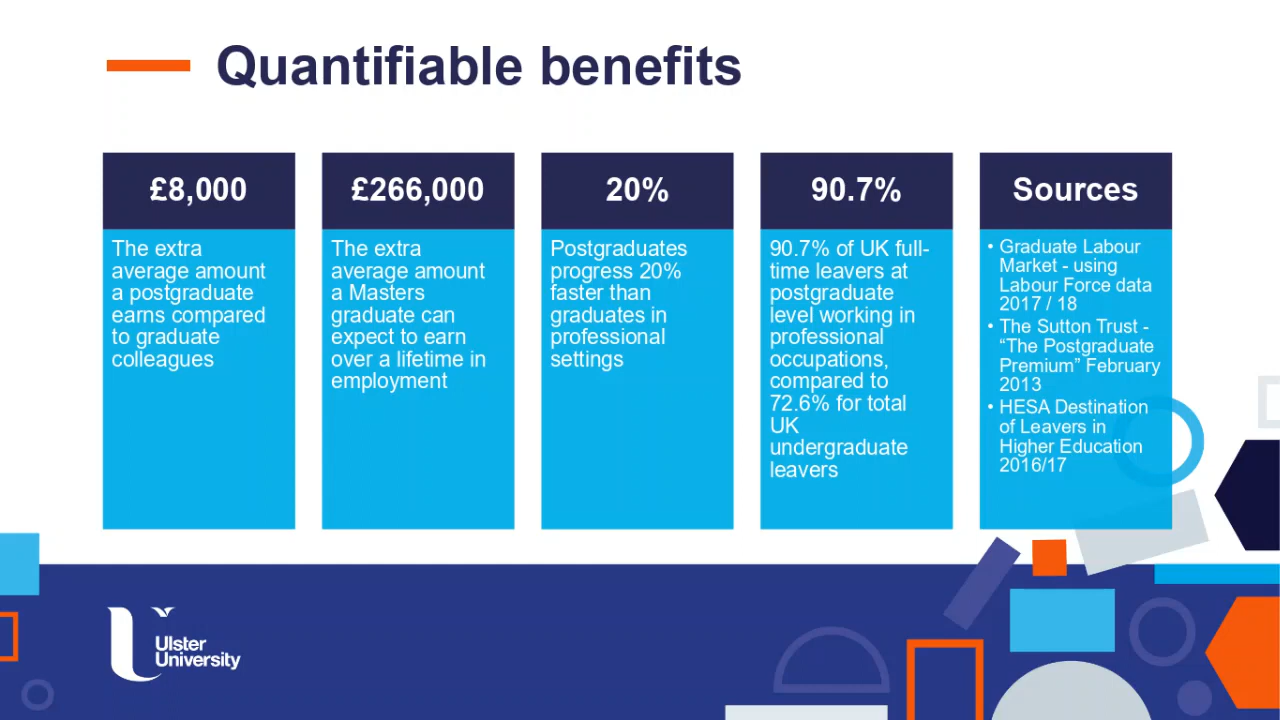 Quantifiable benefits
£8,000
The extra
average amount
a postgraduate
earns compared
to graduate
colleagues
£266,000
The extra
average amount
a Masters
graduate can
expect to earn
over a lifetime in
employment
20%
Postgraduates
progress 20%
faster than
graduates in
professional
settings
90.7%
90.7% of UK full-
time leavers at
postgraduate
level working in
professional
occupations,
compared to
72.6% for total
UK
undergraduate
leavers
Sources
• Graduate Labour
Market - using
Labour Force data
2017 / 18
• The Sutton Trust -
“The Postgraduate
Premium” February
2013
• HESA Destination
of Leavers in
Higher Education
2016/17
Ulster
University